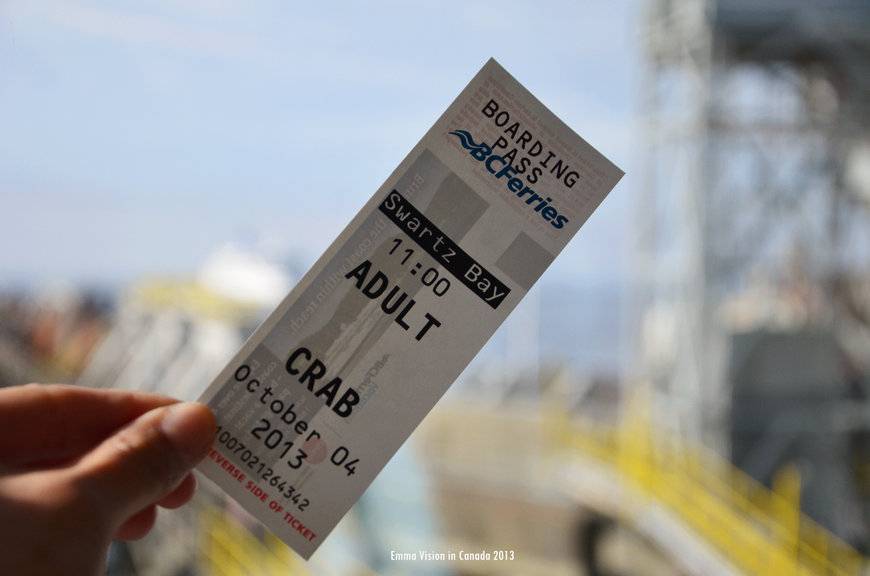 BOARDING
PASS
BCFerries
Swartz Bay
11:00
ADULT
CRAB
October 04
2013
1007021264342
REVERSE SIDE OF TICKET
Emma Vision in Canada 2013